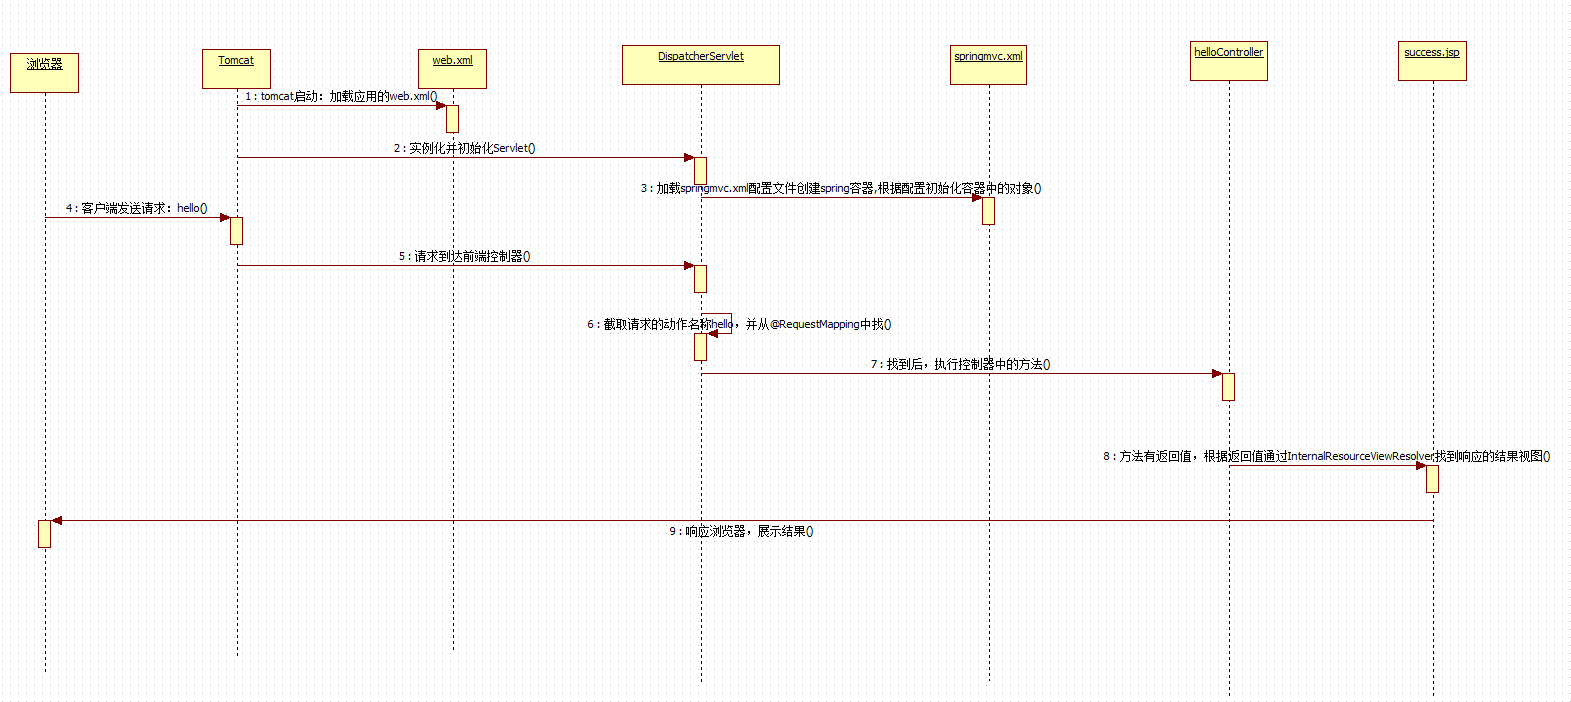 浏览器
Tomcat
web.xml
DispatcherServlet
springmvc.xml
helloController
success.jsp
1 : tomcat启动：加载应用的web.xml()
2 : 实例化并初始化Servlet()
3 : 加载springmvc.xml配置文件创建spring容器,根据配置初始化容器中的对象()
4 : 客户端发送请求：hello()
5 : 请求到达前端控制器()
6 : 截取请求的动作名称hello，并从@RequestMapping中找()
7 : 找到后，执行控制器中的方法()
8 : 方法有返回值，根据返回值通过InternalResourceViewResolver找到响应的结果视图()
9 : 响应浏览器，展示结果()